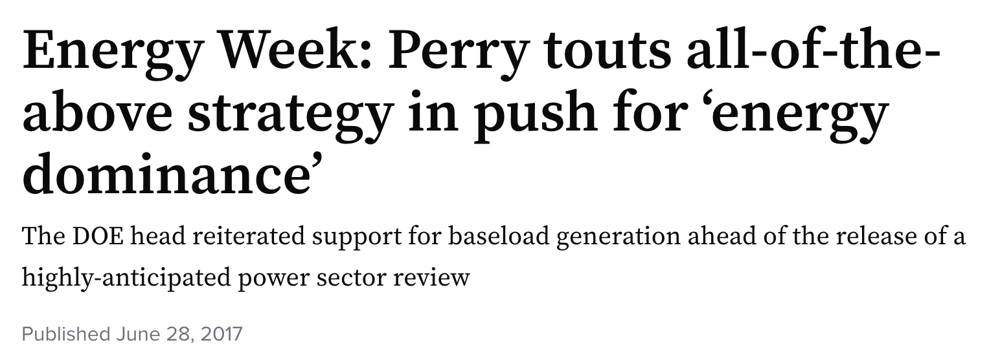 Energy Week: Perry touts all-of-the-
above strategy in push for ‘energy
dominance’
The DOE head reiterated support for baseload generation ahead of the release of a
highly-anticipated power sector review
Published June 28, 2017